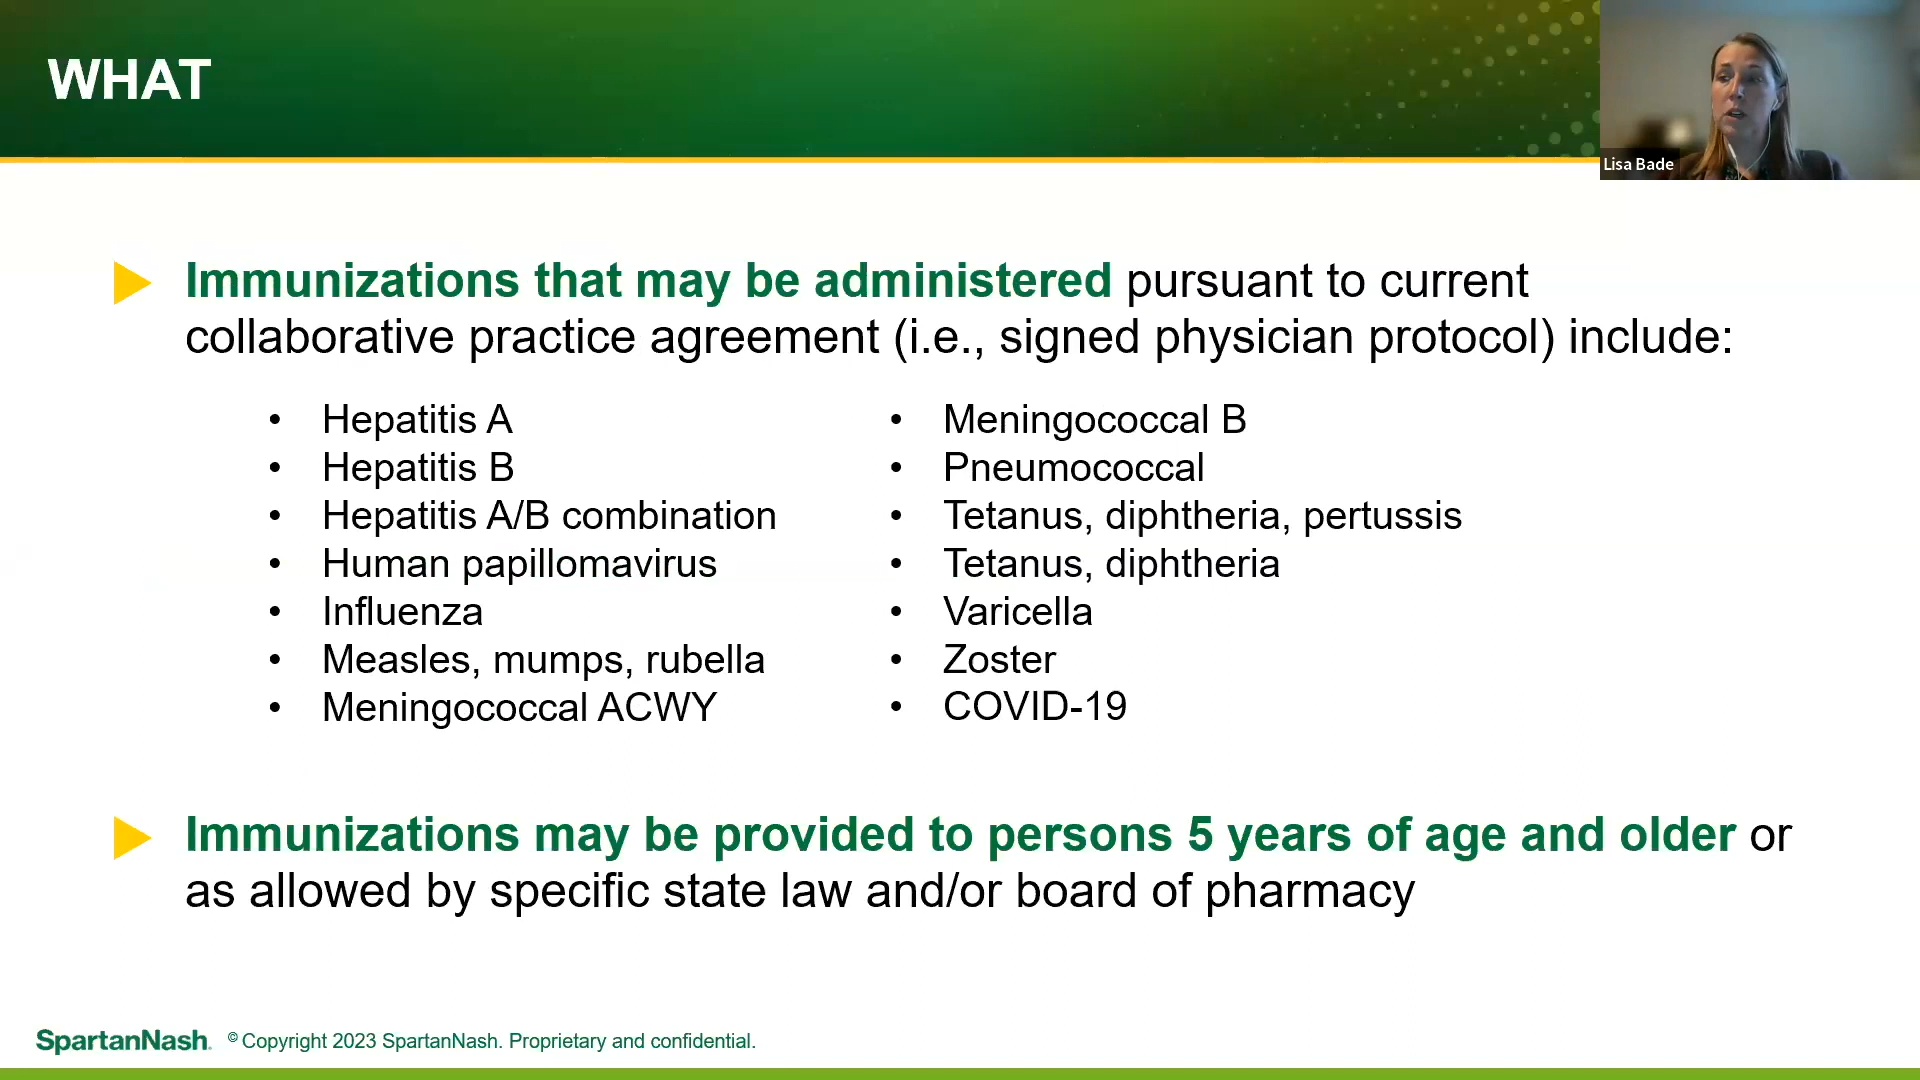 WHAT
Lisa Bade
Immunizations that may be administered pursuant to current
collaborative practice agreement (i.e., signed physician protocol) include:
• Hepatitis A
• Hepatitis B
• Hepatitis A/B combination
• Human papillomavirus
• Influenza
• Measles, mumps, rubella
• Meningococcal ACWY
• Meningococcal B
• Pneumococcal
• Tetanus, diphtheria, pertussis
• Tetanus, diphtheria
• Varicella
• Zoster
• COVID-19
Immunizations may be provided to persons 5 years of age and older or
as allowed by specific state law and/or board of pharmacy
SpartanNash. © Copyright 2023 SpartanNash. Proprietary and confidential.